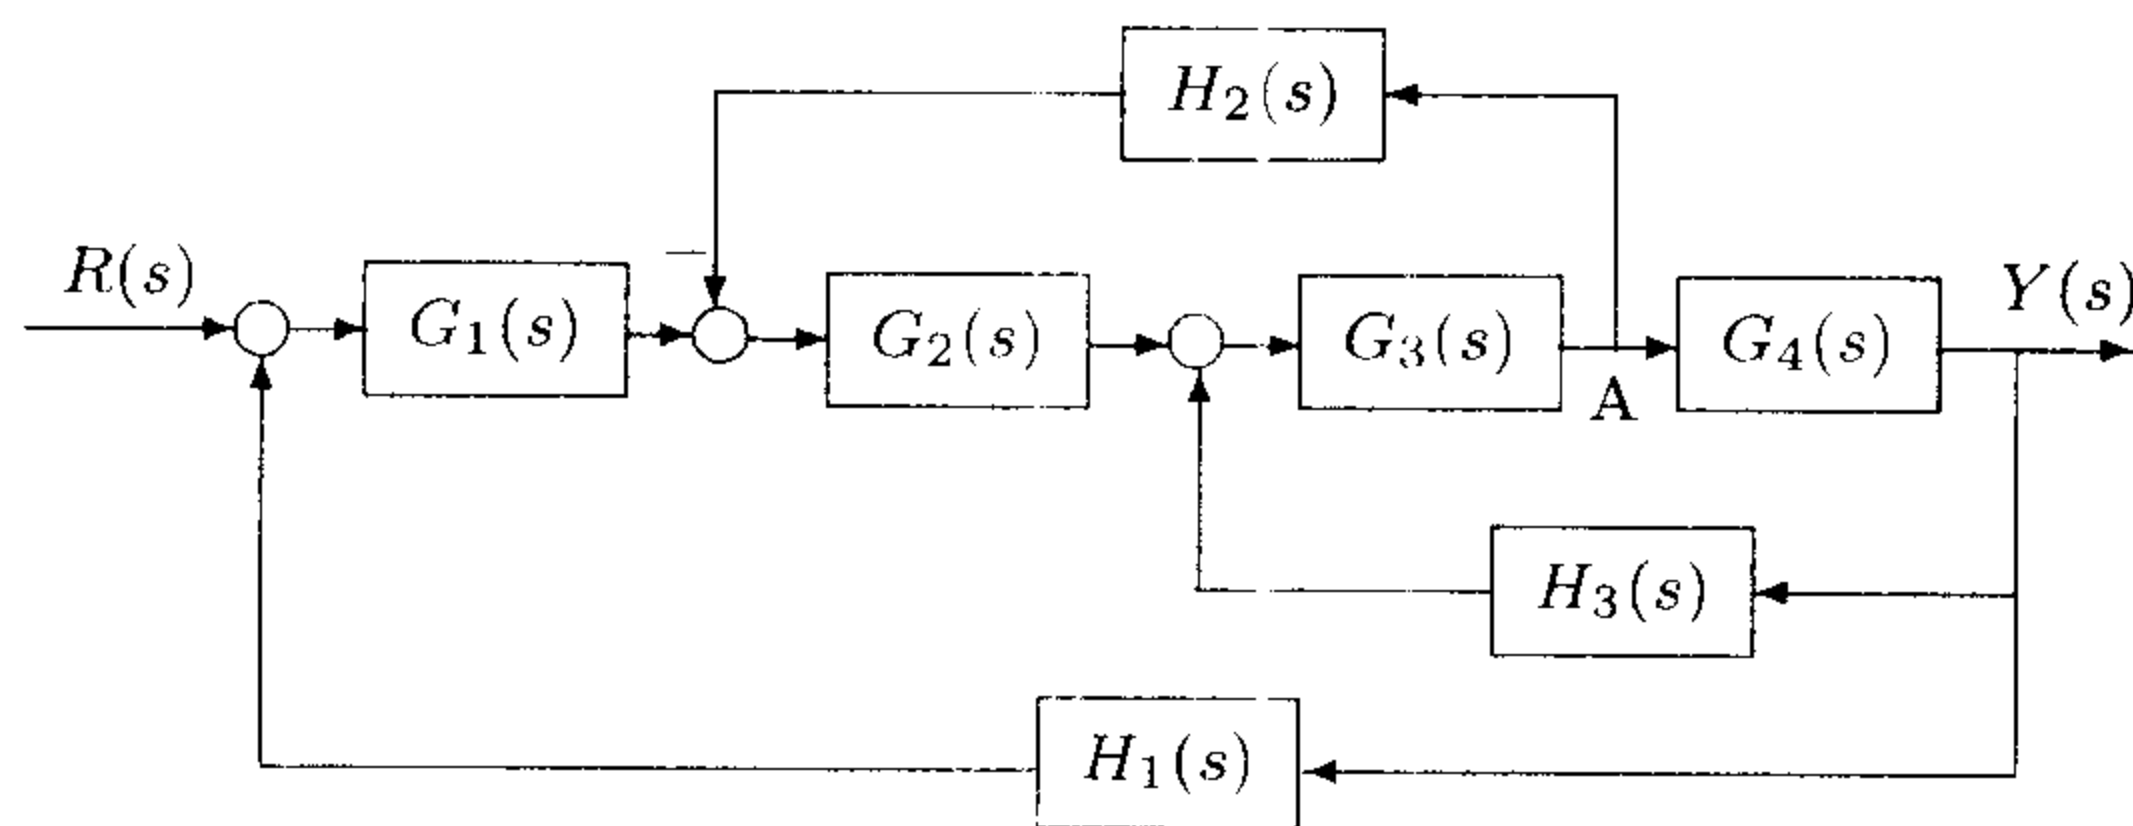 H₂(s)
R(s)
−
G₁(s)
G₂(s)
G₃(s)
G₄(s)
Y(s)
A
H₃(s)
H₁(s)